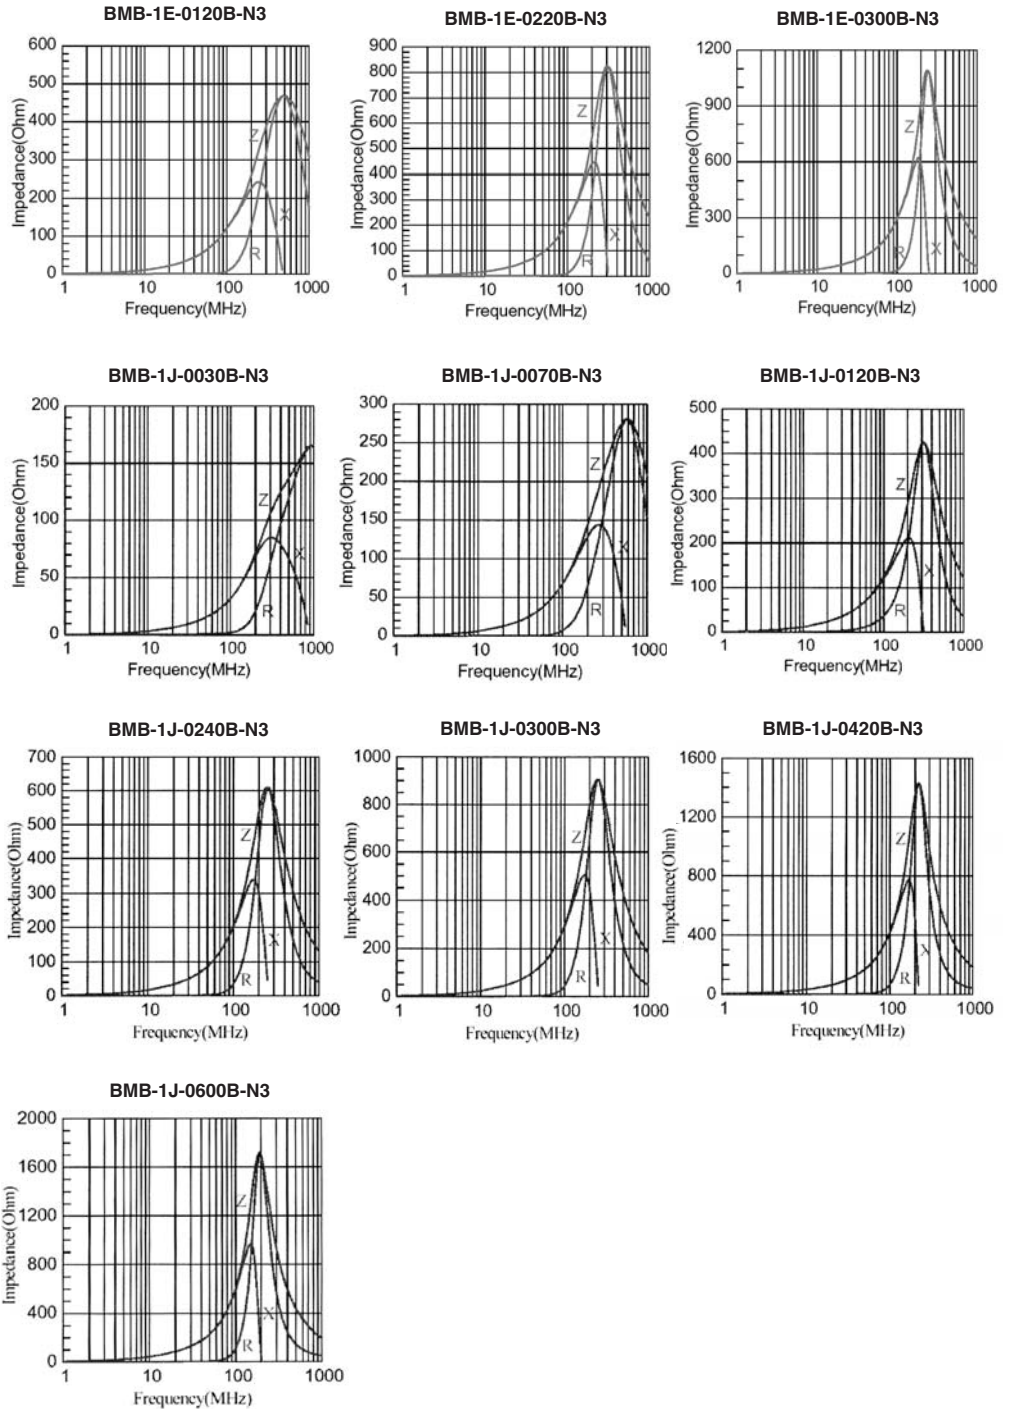 BMB-1E-0120B-N3
600
500
400
300
200
100
0
Impedance(Ohm)
Z
X
R
1 10 100 1000
Frequency(MHz)
BMB-1E-0220B-N3
900
800
700
600
500
400
300
200
100
0
Impedance(Ohm)
Z
X
R
1 10 100 1000
Frequency(MHz)
BMB-1E-0300B-N3
1200
900
600
300
0
Impedance(Ohm)
Z
R X
1 10 100 1000
Frequency(MHz)
BMB-1J-0030B-N3
200
150
100
50
0
Impedance(Ohm)
Z
X
R
1 10 100 1000
Frequency(MHz)
BMB-1J-0070B-N3
300
250
200
150
100
50
0
Impedance(Ohm)
Z
X
R
1 10 100 1000
Frequency(MHz)
BMB-1J-0120B-N3
500
400
300
200
100
0
Impedance(Ohm)
Z
X
R
1 10 100 1000
Frequency(MHz)
BMB-1J-0240B-N3
700
600
500
400
300
200
100
0
Impedance(Ohm)
Z
X
R
1 10 100 1000
Frequency(MHz)
BMB-1J-0300B-N3
1000
800
600
400
200
0
Impedance(Ohm)
Z
X
R
1 10 100 1000
Frequency(MHz)
BMB-1J-0420B-N3
1600
1200
800
400
0
Impedance(Ohm)
Z
X
R
1 10 100 1000
Frequency(MHz)
BMB-1J-0600B-N3
2000
1600
1200
800
400
0
Impedance(Ohm)
Z
X
R
1 10 100 1000
Frequency(MHz)